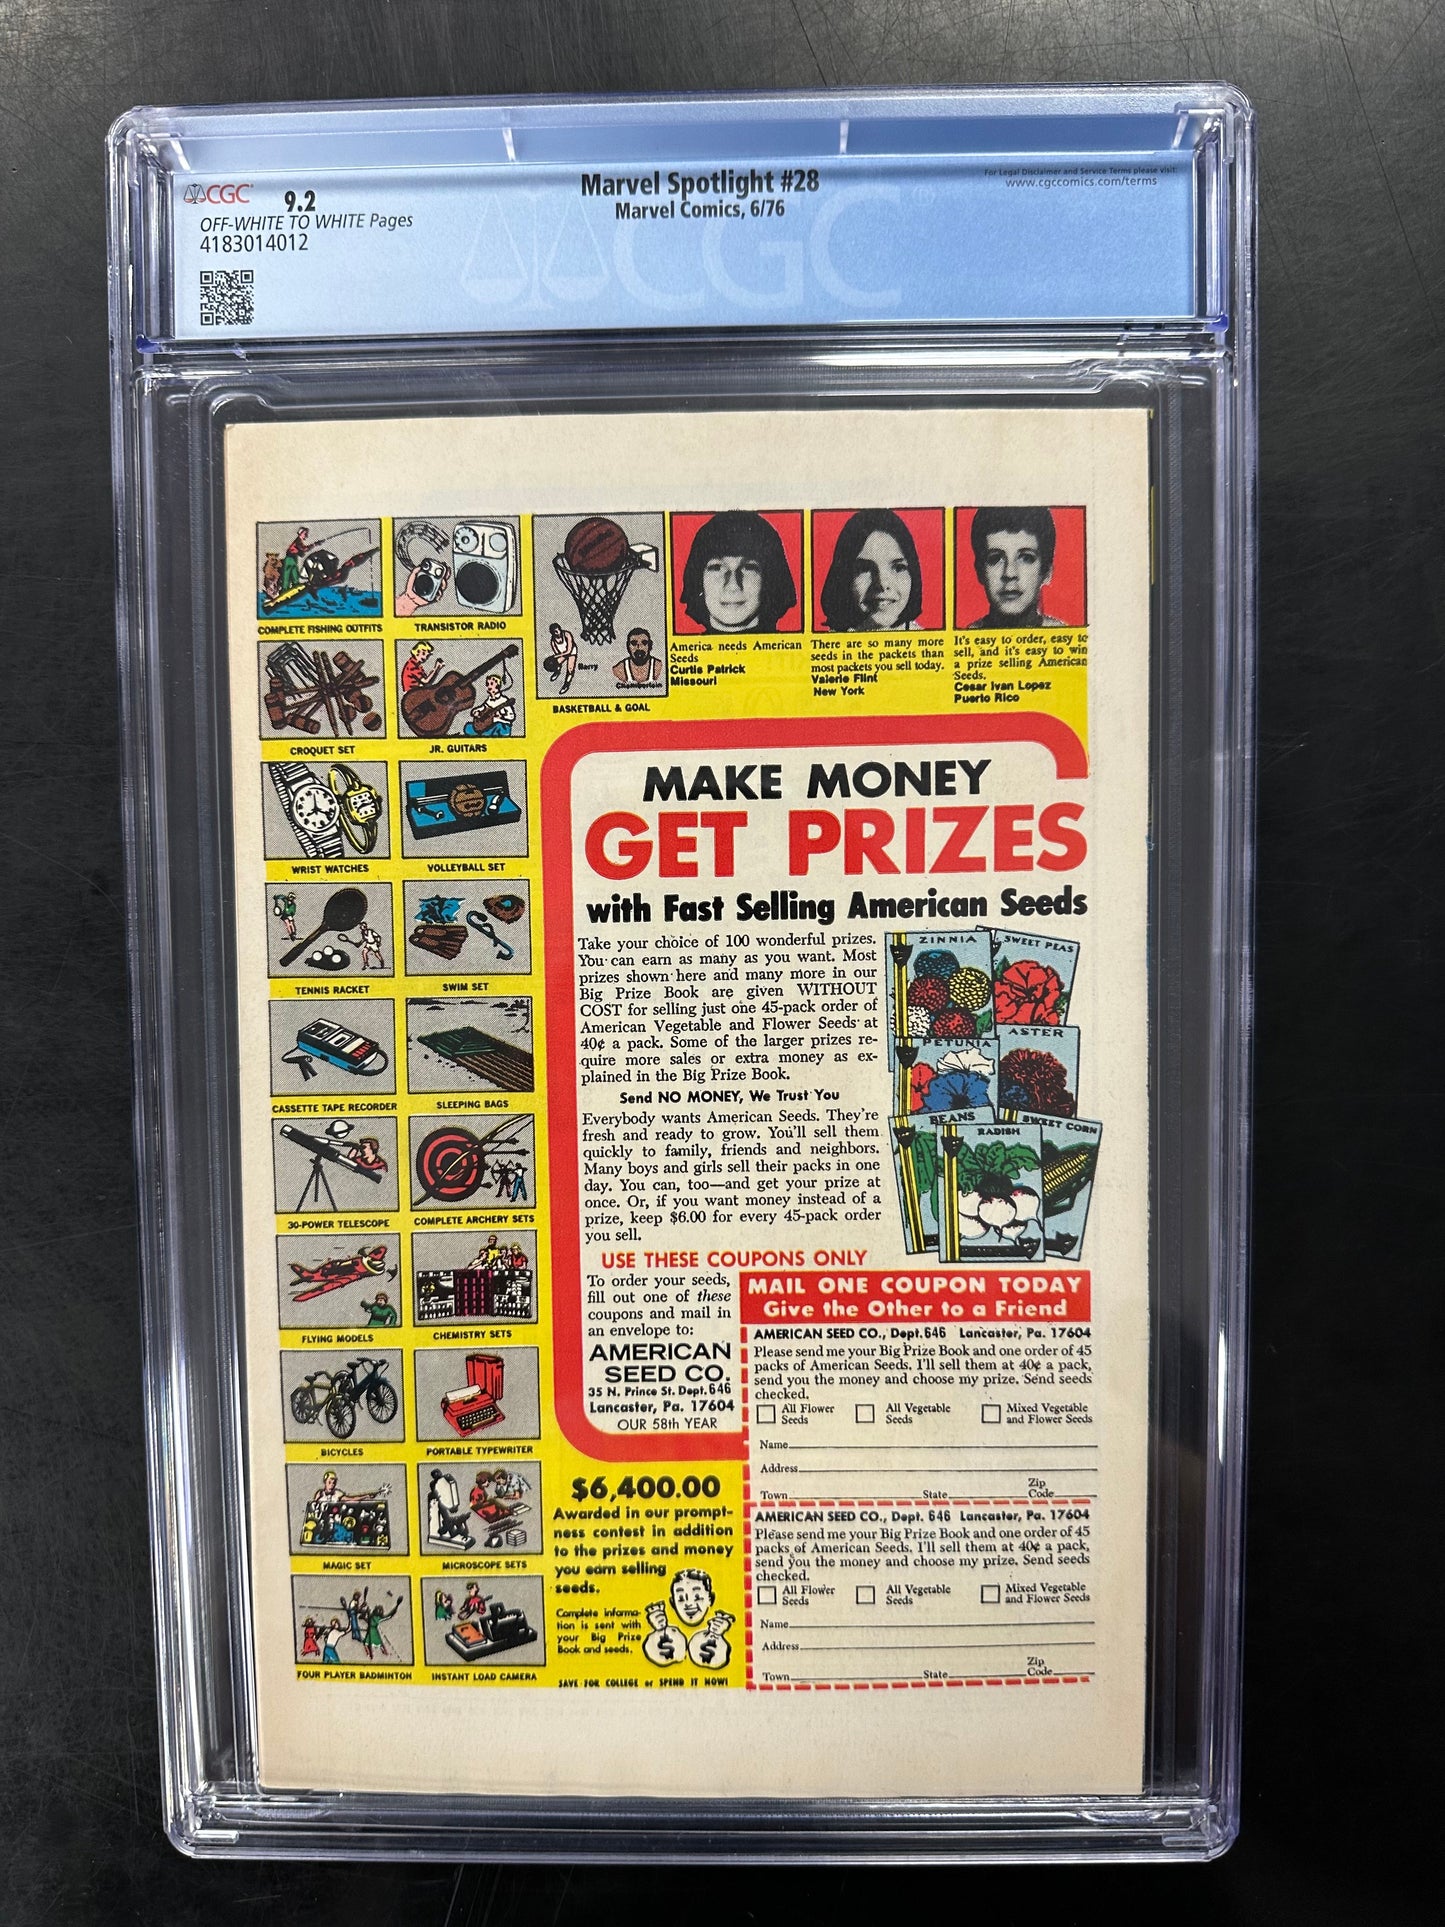 CGC
9.2
OFF-WHITE TO WHITE Pages
4183014012
Marvel Spotlight #28
Marvel Comics, 6/76
For Legal Disclaimer and Service Terms please visit:
www.cgccomics.com/terms
CGC
COMPLETE FISHING OUTFITS
TRANSISTOR RADIO
CROQUET SET
JR. GUITARS
WRIST WATCHES
VOLLEYBALL SET
TENNIS RACKET
SWIM SET
CASSETTE TAPE RECORDER
SLEEPING BAGS
30-POWER TELESCOPE
COMPLETE ARCHERY SETS
FLYING MODELS
CHEMISTRY SETS
BICYCLES
PORTABLE TYPEWRITER
MAGIC SET
MICROSCOPE SETS
FOUR PLAYER BADMINTON
INSTANT LOAD CAMERA
Barry
Chamberlain
BASKETBALL & GOAL
America needs American
Seeds
Curtis Patrick
Missouri
There are so many more
seeds in the packets than
most packets you sell today.
Valerie Flint
New York
It's easy to order, easy to
sell, and it's easy to win
a prize selling American
Seeds.
Cesar Ivan Lopez
Puerto Rico
MAKE MONEY
GET PRIZES
with Fast Selling American Seeds
Take your choice of 100 wonderful prizes.
You can earn as many as you want. Most
prizes shown here and many more in our
Big Prize Book are given WITHOUT
COST for selling just one 45-pack order of
American Vegetable and Flower Seeds at
40¢ a pack. Some of the larger prizes re-
quire more sales or extra money as ex-
plained in the Big Prize Book.
Send NO MONEY, We Trust You
Everybody wants American Seeds. They're
fresh and ready to grow. You'll sell them
quickly to family, friends and neighbors.
Many boys and girls sell their packs in one
day. You can, too—and get your prize at
once. Or, if you want money instead of a
prize, keep $6.00 for every 45-pack order
you sell.
ZINNIA
SWEET PEAS
ASTER
PETUNIA
BEANS
RADISH
SWEET CORN
USE THESE COUPONS ONLY
To order your seeds,
fill out one of these
coupons and mail in
an envelope to:
AMERICAN
SEED CO.
35 N. Prince St. Dept. 646
Lancaster, Pa. 17604
OUR 58th YEAR
$6,400.00
Awarded in our prompt-
ness contest in addition
to the prizes and money
you earn selling
seeds.
Complete informa-
tion is sent with
your Big Prize
Book and seeds.
$ $
SAVE FOR COLLEGE or SPEND IT NOW!
MAIL ONE COUPON TODAY
Give the Other to a Friend
AMERICAN SEED CO., Dept. 646 Lancaster, Pa. 17604
Please send me your Big Prize Book and one order of 45
packs of American Seeds. I'll sell them at 40¢ a pack,
send you the money and choose my prize. Send seeds
checked.
All Flower
Seeds
All Vegetable
Seeds
Mixed Vegetable
and Flower Seeds
Name
Address
Town State Zip
Code
AMERICAN SEED CO., Dept. 646 Lancaster, Pa. 17604
Please send me your Big Prize Book and one order of 45
packs of American Seeds. I'll sell them at 40¢ a pack,
send you the money and choose my prize. Send seeds
checked.
All Flower
Seeds
All Vegetable
Seeds
Mixed Vegetable
and Flower Seeds
Name
Address
Town State Zip
Code